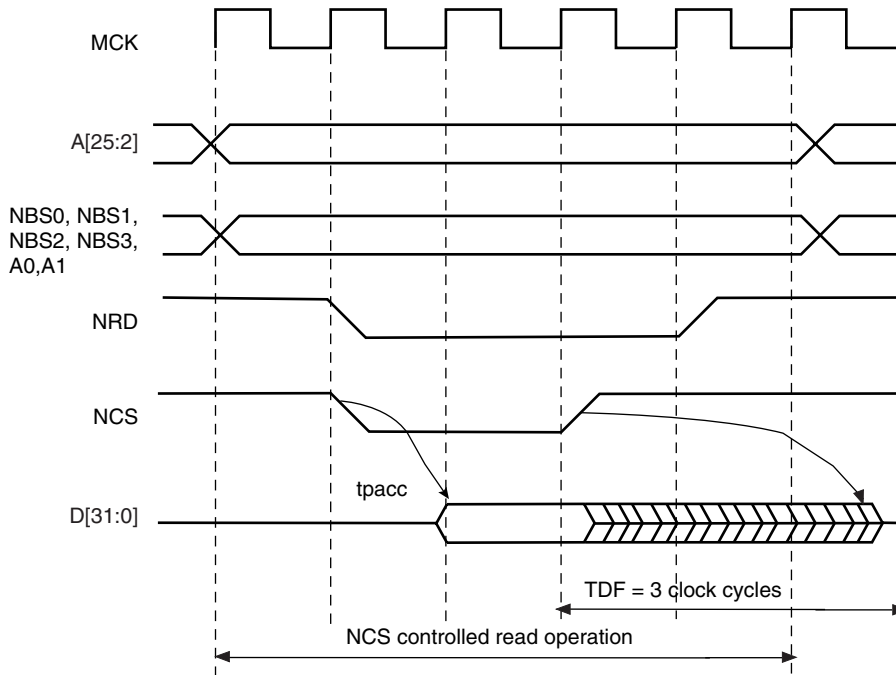 MCK
A[25:2]
NBS0, NBS1,
NBS2, NBS3,
A0,A1
NRD
NCS
tpacc
D[31:0]
TDF = 3 clock cycles
NCS controlled read operation